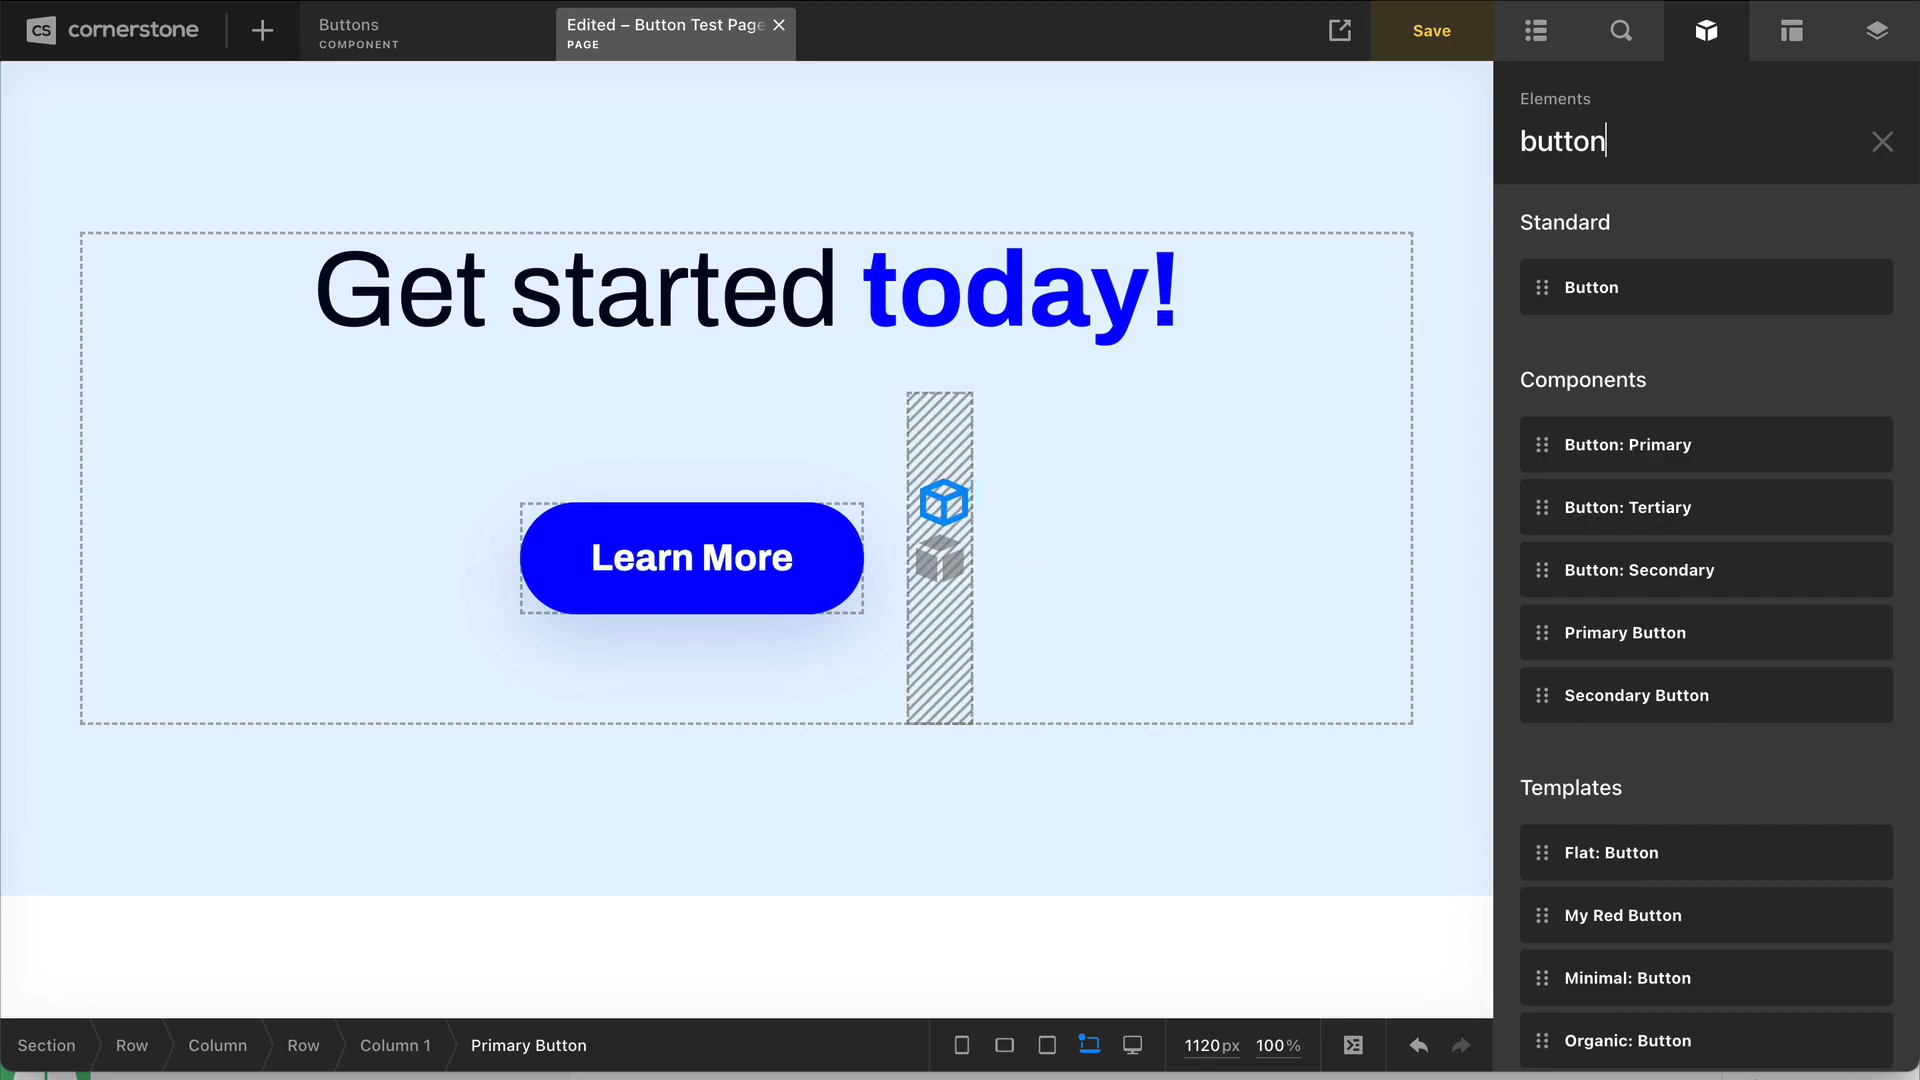 CS cornerstone
Buttons
COMPONENT
Edited – Button Test Page
PAGE
Save
Elements
button
Standard
Button
Components
Button: Primary
Button: Tertiary
Button: Secondary
Primary Button
Secondary Button
Templates
Flat: Button
My Red Button
Minimal: Button
Organic: Button
Get started today!
Learn More
Section
Row
Column
Row
Column 1
Primary Button
1120px
100%